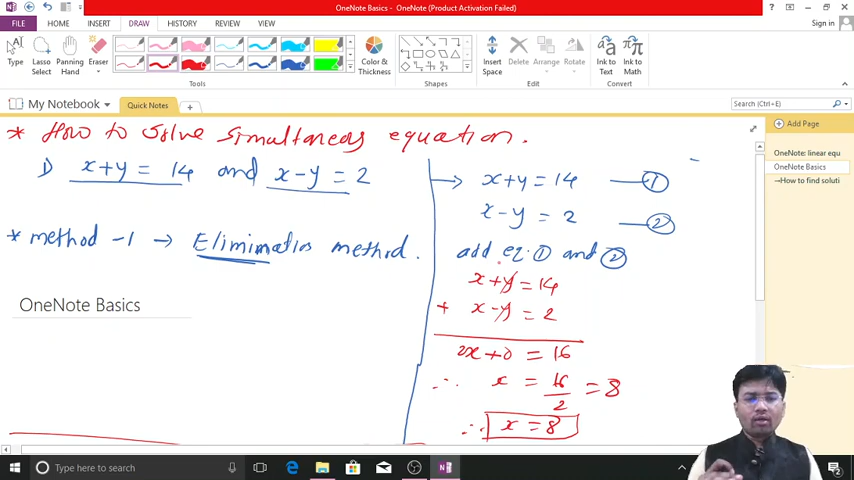 OneNote Basics - OneNote (Product Activation Failed)
Sign in
FILE HOME INSERT DRAW HISTORY REVIEW VIEW
Type
Lasso Select
Panning Hand
Eraser
Color & Thickness
Insert Space
Delete
Arrange
Rotate
Ink to Text
Ink to Math
Tools
Shapes
Edit
Convert
My Notebook
Quick Notes
Search (Ctrl+E)
Add Page
OneNote: linear equ
OneNote Basics
→How to find soluti
* How to solve simultaneous equation.
1) x+y = 14 and x-y = 2
* method -1 → Elimination method.
OneNote Basics
→ x+y = 14 — ①
x-y = 2 — ②
add eq. ① and ②
x+y = 14
+ x-y = 2
2x+0 = 16
∴ x = 16/2 = 8
∴ x = 8
Type here to search